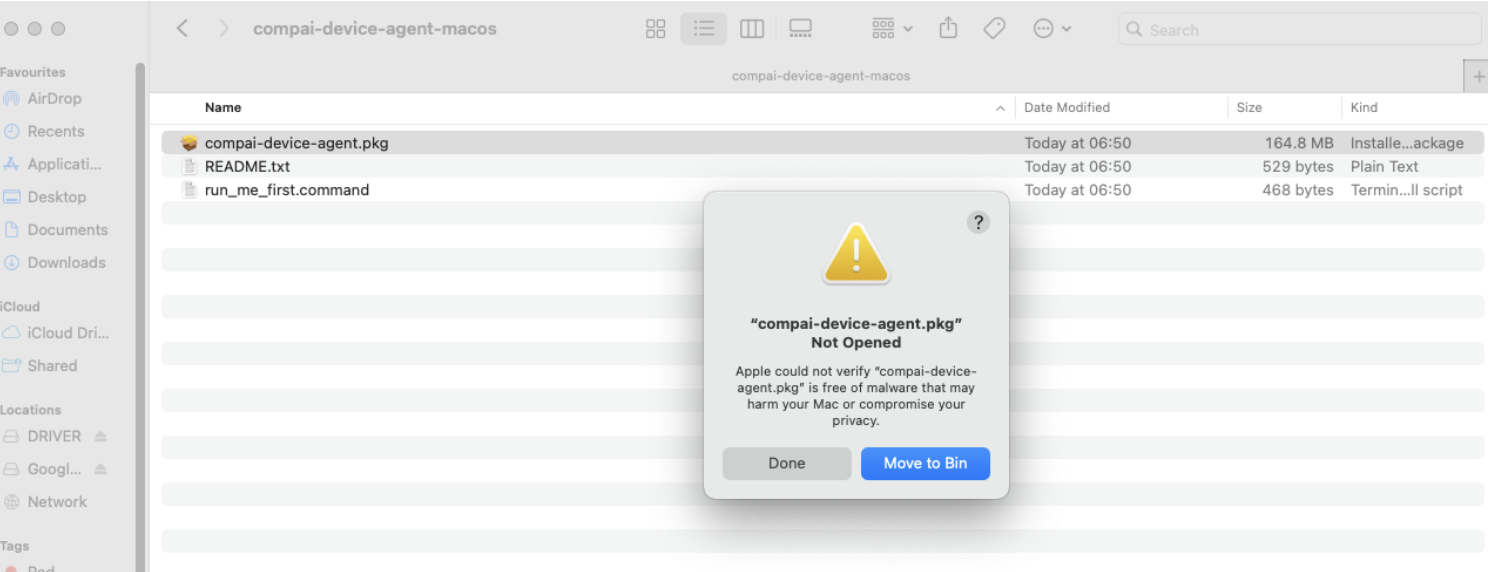 compai-device-agent-macos
Search
Favourites
AirDrop
Recents
Applicati...
Desktop
Documents
Downloads
iCloud
iCloud Dri...
Shared
Locations
DRIVER
Googl...
Network
Tags
Red
compai-device-agent-macos
+
Name Date Modified Size Kind
compai-device-agent.pkg Today at 06:50 164.8 MB Installe...ackage
README.txt Today at 06:50 529 bytes Plain Text
run_me_first.command Today at 06:50 468 bytes Termin...ll script
?
“compai-device-agent.pkg”
Not Opened
Apple could not verify “compai-device-
agent.pkg” is free of malware that may
harm your Mac or compromise your
privacy.
Done Move to Bin